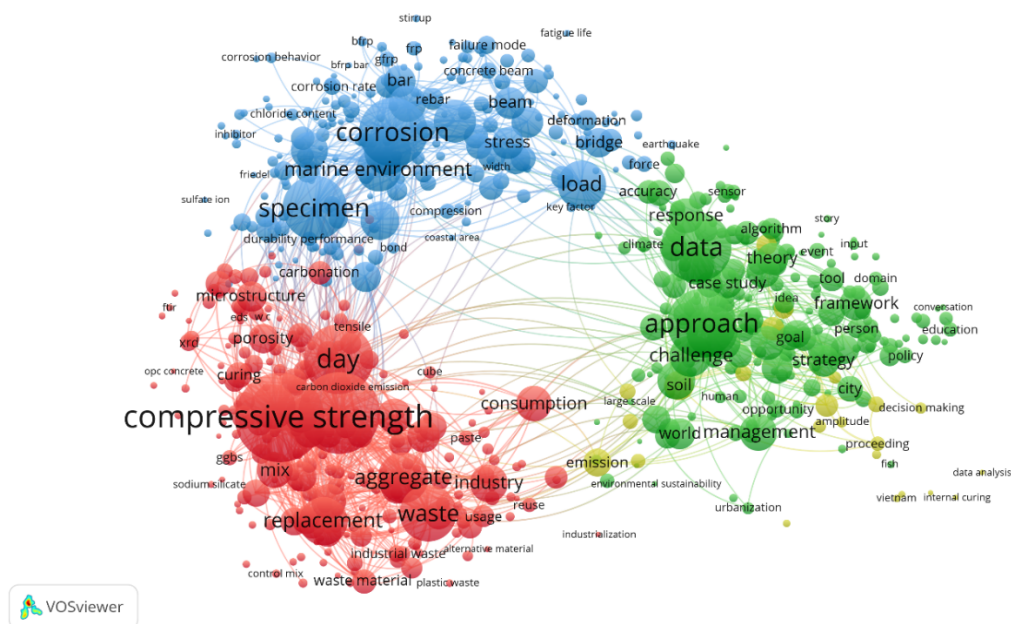 stirrup
fatigue life
bfrp
frp
failure mode
corrosion behavior
gfrp
bfrp bar
concrete beam
bar
corrosion rate
rebar
beam
chloride content
deformation
inhibitor
corrosion
stress
bridge
earthquake
marine environment
width
force
friedel
load
accuracy
sensor
sulfate ion
specimen
compression
key factor
response
story
algorithm
durability performance
bond
coastal area
climate
data
theory
event
input
carbonation
case study
tool
domain
microstructure
idea
framework
conversation
ftir
eds
w c
tensile
approach
person
education
xrd
porosity
goal
day
challenge
strategy
policy
opc concrete
curing
cube
carbon dioxide emission
soil
city
human
consumption
large scale
opportunity
decision making
compressive strength
amplitude
paste
world
management
proceeding
ggbs
mix
emission
fish
sodium silicate
aggregate
industry
environmental sustainability
data analysis
vietnam
internal curing
reuse
urbanization
replacement
waste
usage
industrialization
industrial waste
alternative material
control mix
waste material
plastic waste
VOSviewer